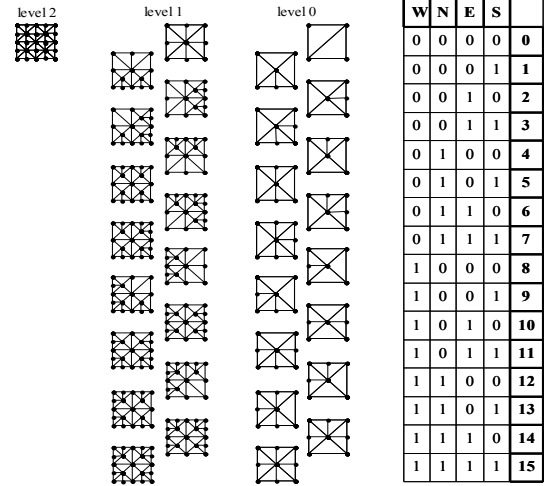 level 2 level 1 level 0
W N E S
0 0 0 0 0
0 0 0 1 1
0 0 1 0 2
0 0 1 1 3
0 1 0 0 4
0 1 0 1 5
0 1 1 0 6
0 1 1 1 7
1 0 0 0 8
1 0 0 1 9
1 0 1 0 10
1 0 1 1 11
1 1 0 0 12
1 1 0 1 13
1 1 1 0 14
1 1 1 1 15